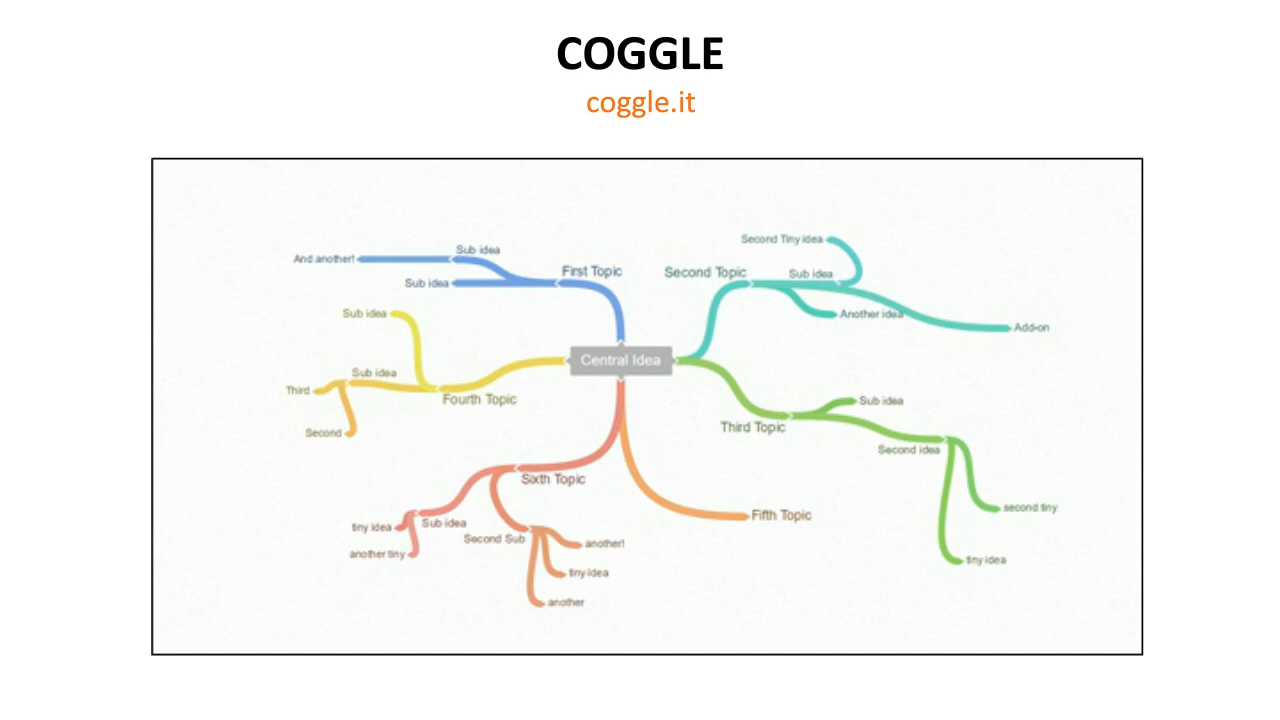 COGGLE
coggle.it
Second Tiny idea
Sub idea
And another!
First Topic
Second Topic
Sub idea
Sub idea
Sub idea
Another idea
Add-on
Central Idea
Sub idea
Third
Fourth Topic
Sub idea
Third Topic
Second
Second idea
Sixth Topic
second tiny
Fifth Topic
Sub idea
tiny idea
Second Sub
another!
another tiny
tiny idea
tiny idea
another